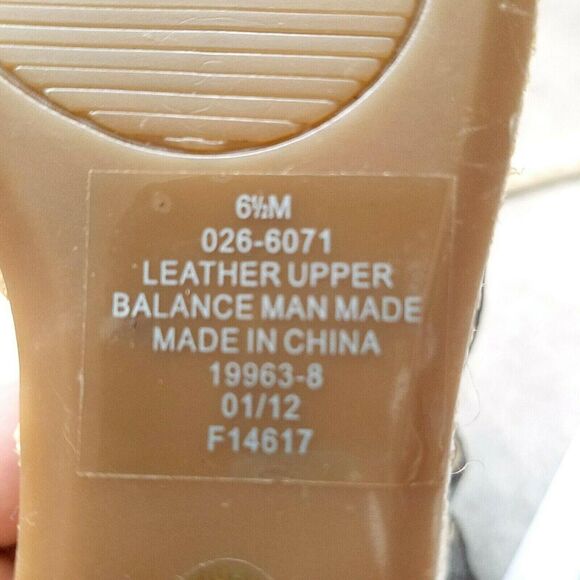 6½M
026-6071
LEATHER UPPER
BALANCE MAN MADE
MADE IN CHINA
19963-8
01/12
F14617